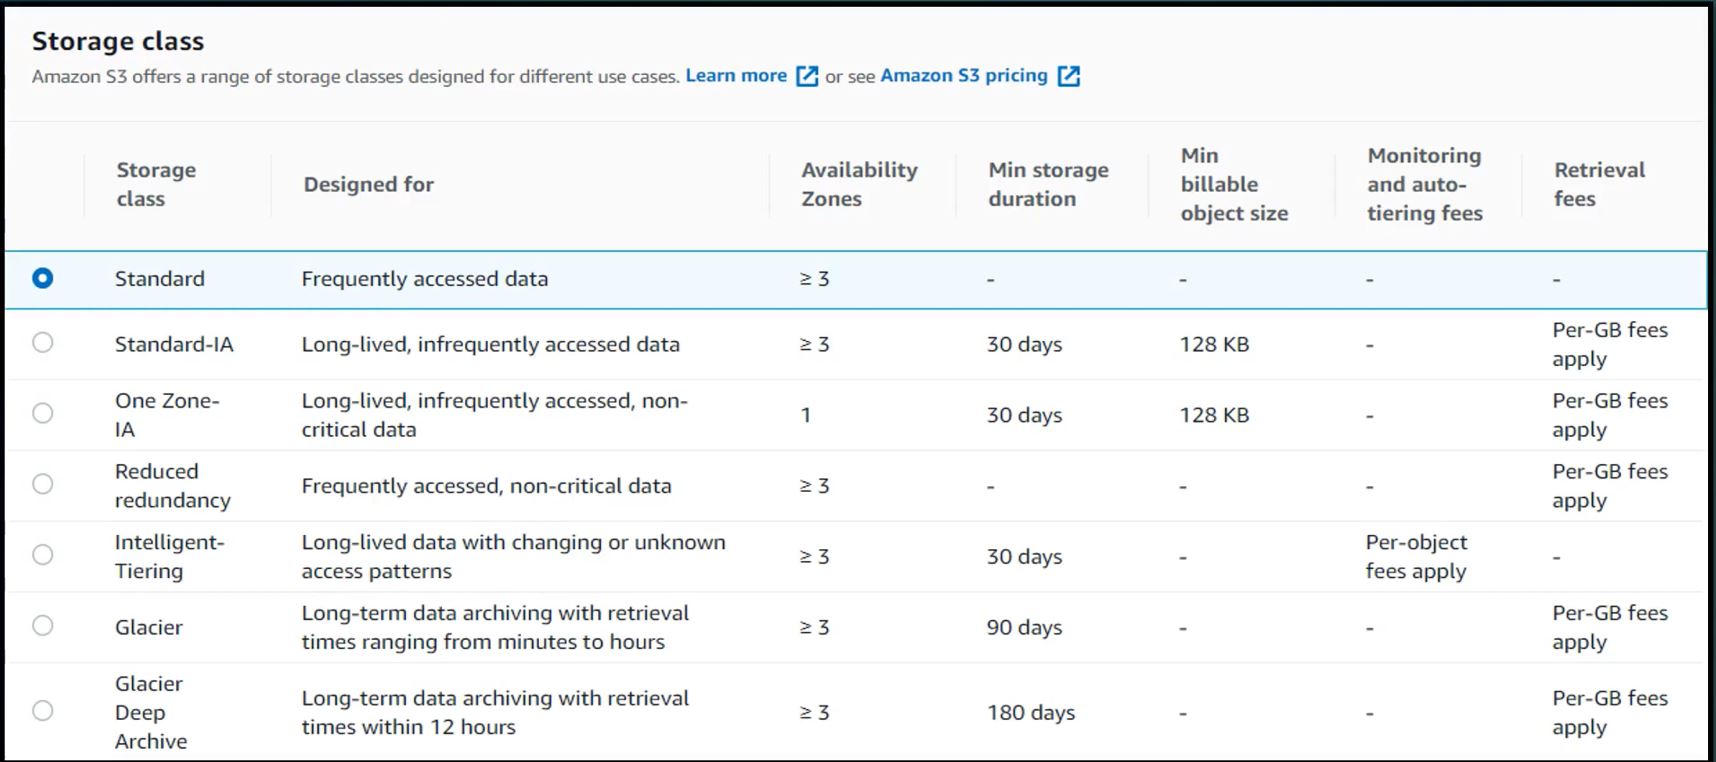 Storage class
Amazon S3 offers a range of storage classes designed for different use cases. Learn more or see Amazon S3 pricing
Storage class
Designed for
Availability Zones
Min storage duration
Min billable object size
Monitoring and auto-tiering fees
Retrieval fees
Standard Frequently accessed data ≥ 3 - - - -
Standard-IA Long-lived, infrequently accessed data ≥ 3 30 days 128 KB - Per-GB fees apply
One Zone-IA Long-lived, infrequently accessed, non-critical data 1 30 days 128 KB - Per-GB fees apply
Reduced redundancy Frequently accessed, non-critical data ≥ 3 - - - Per-GB fees apply
Intelligent-Tiering Long-lived data with changing or unknown access patterns ≥ 3 30 days - Per-object fees apply -
Glacier Long-term data archiving with retrieval times ranging from minutes to hours ≥ 3 90 days - - Per-GB fees apply
Glacier Deep Archive Long-term data archiving with retrieval times within 12 hours ≥ 3 180 days - - Per-GB fees apply